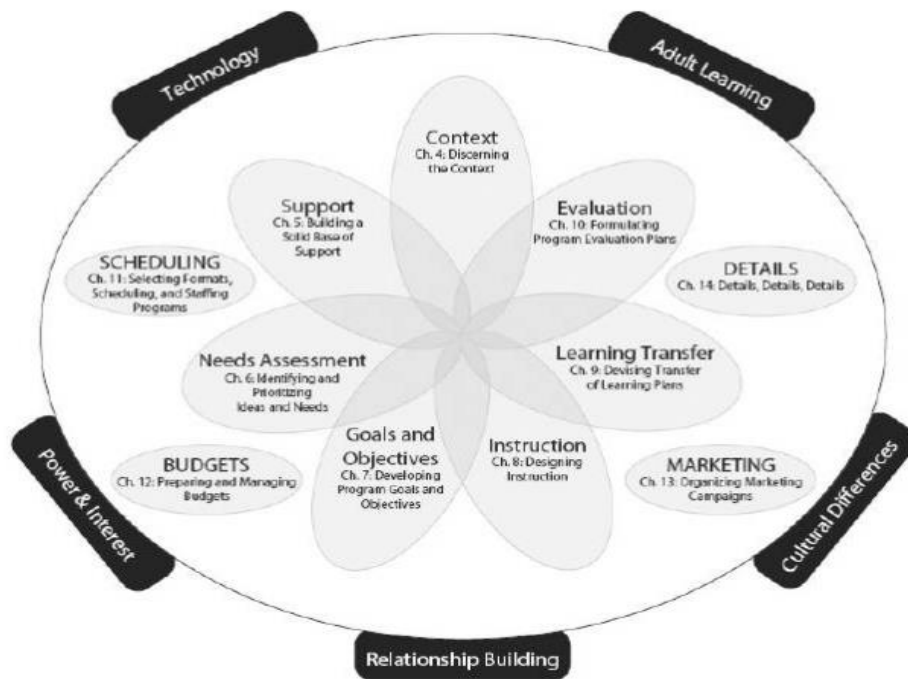 Technology
Adult Learning
Context
Ch. 4: Discerning
the Context
Support
Ch. 5: Building a
Solid Base of
Support
Evaluation
Ch. 10: Formulating
Program Evaluation Plans
SCHEDULING
Ch. 11: Selecting Formats,
Scheduling, and Staffing
Programs
DETAILS
Ch. 14: Details, Details, Details
Needs Assessment
Ch. 6: Identifying and
Prioritizing
Ideas and Needs
Learning Transfer
Ch. 9: Devising Transfer
of Learning Plans
Goals and
Objectives
Ch. 7: Developing
Program Goals and
Objectives
Instruction
Ch. 8: Designing
Instruction
BUDGETS
Ch. 12: Preparing and Managing
Budgets
MARKETING
Ch. 13: Organizing Marketing
Campaigns
Power & Interest
Cultural Differences
Relationship Building